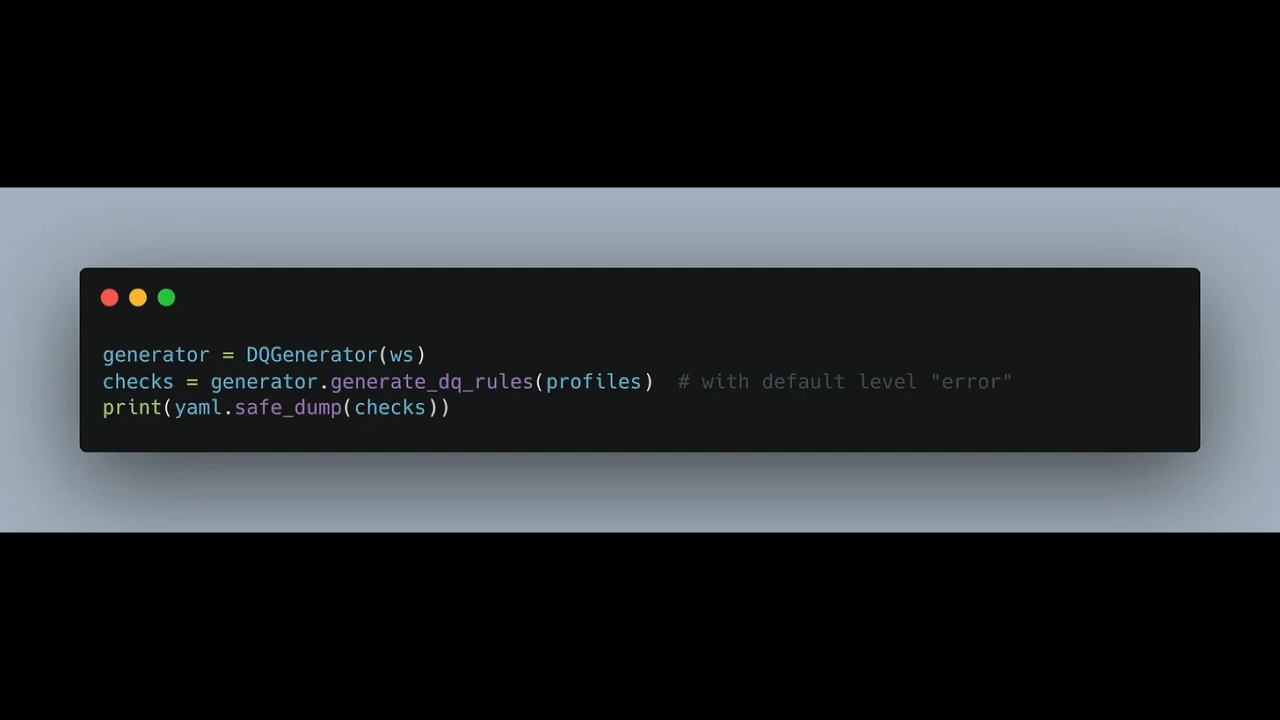 generator = DQGenerator(ws)
checks = generator.generate_dq_rules(profiles)  # with default level "error"
print(yaml.safe_dump(checks))